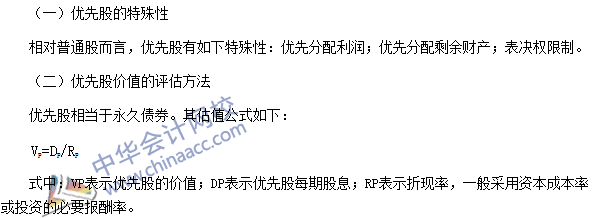 （一）优先股的特殊性
相对普通股而言，优先股有如下特殊性：优先分配利润；优先分配剩余财产；表决权限制。
（二）优先股价值的评估方法
优先股相当于永久债券。其估值公式如下：
VP=DP/RP
式中：VP表示优先股的价值；DP表示优先股每期股息；RP表示折现率，一般采用资本成本率
或投资的必要报酬率。
中华会计网校
www.chinaacc.com